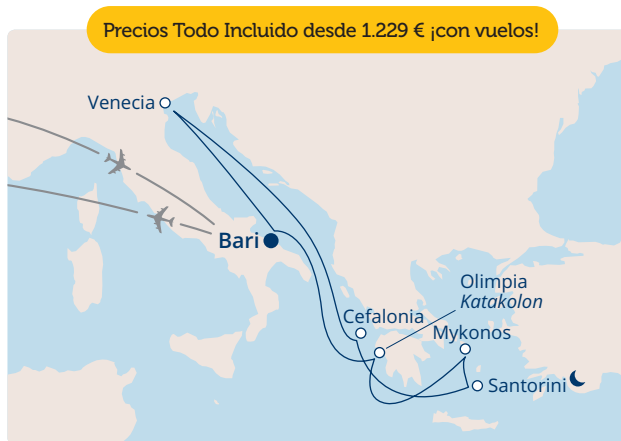 Precios Todo Incluido desde 1.229 € ¡con vuelos!
Venecia
Bari
Olimpia
Katakolon
Cefalonia
Mykonos
Santorini